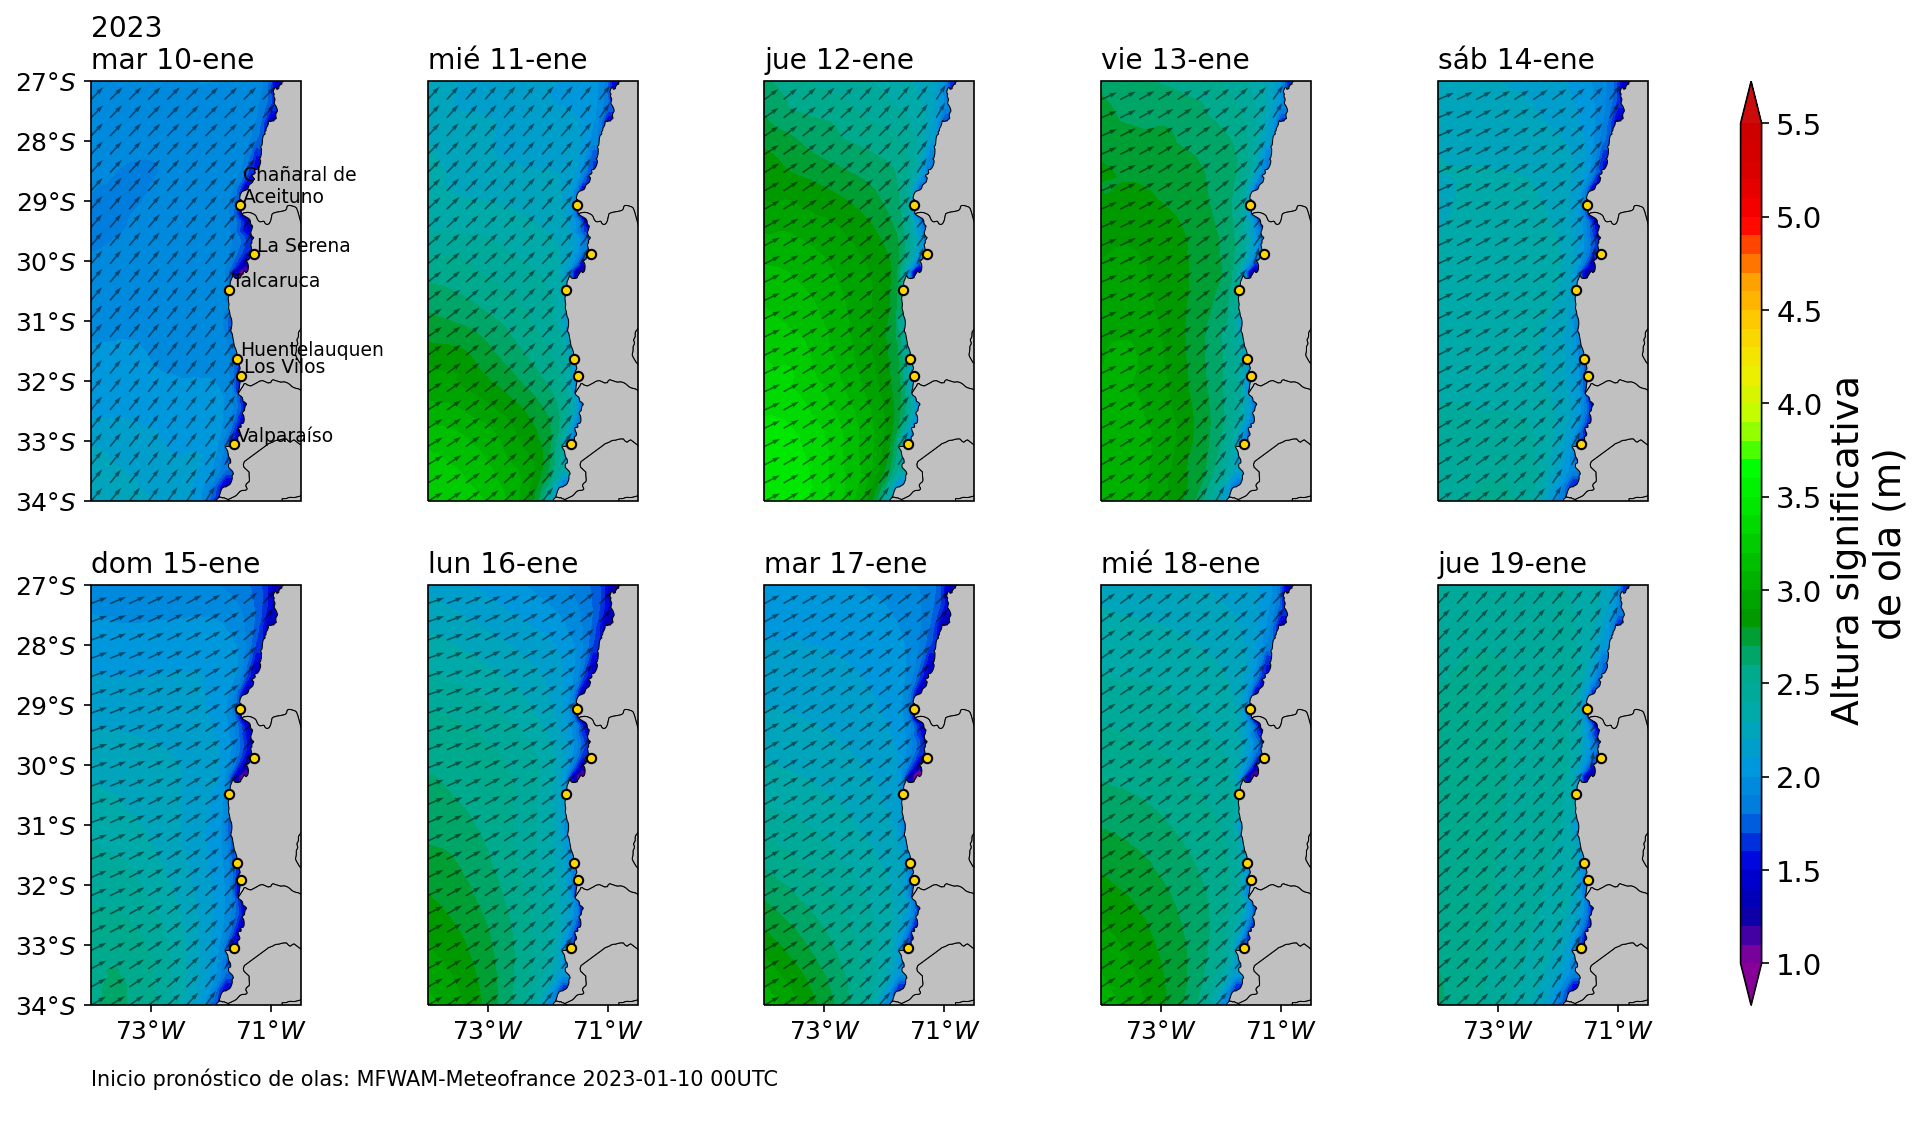 2023
mar 10-ene
mié 11-ene
jue 12-ene
vie 13-ene
sáb 14-ene
27°S
28°S
29°S
30°S
31°S
32°S
33°S
34°S
Chañaral de
Aceituno
La Serena
Talcaruca
Huentelauquen
Los Vilos
Valparaíso
dom 15-ene
lun 16-ene
mar 17-ene
mié 18-ene
jue 19-ene
27°S
28°S
29°S
30°S
31°S
32°S
33°S
34°S
73°W 71°W
73°W 71°W
73°W 71°W
73°W 71°W
73°W 71°W
5.5
5.0
4.5
4.0
3.5
3.0
2.5
2.0
1.5
1.0
Altura significativa
de ola (m)
Inicio pronóstico de olas: MFWAM-Meteofrance 2023-01-10 00UTC